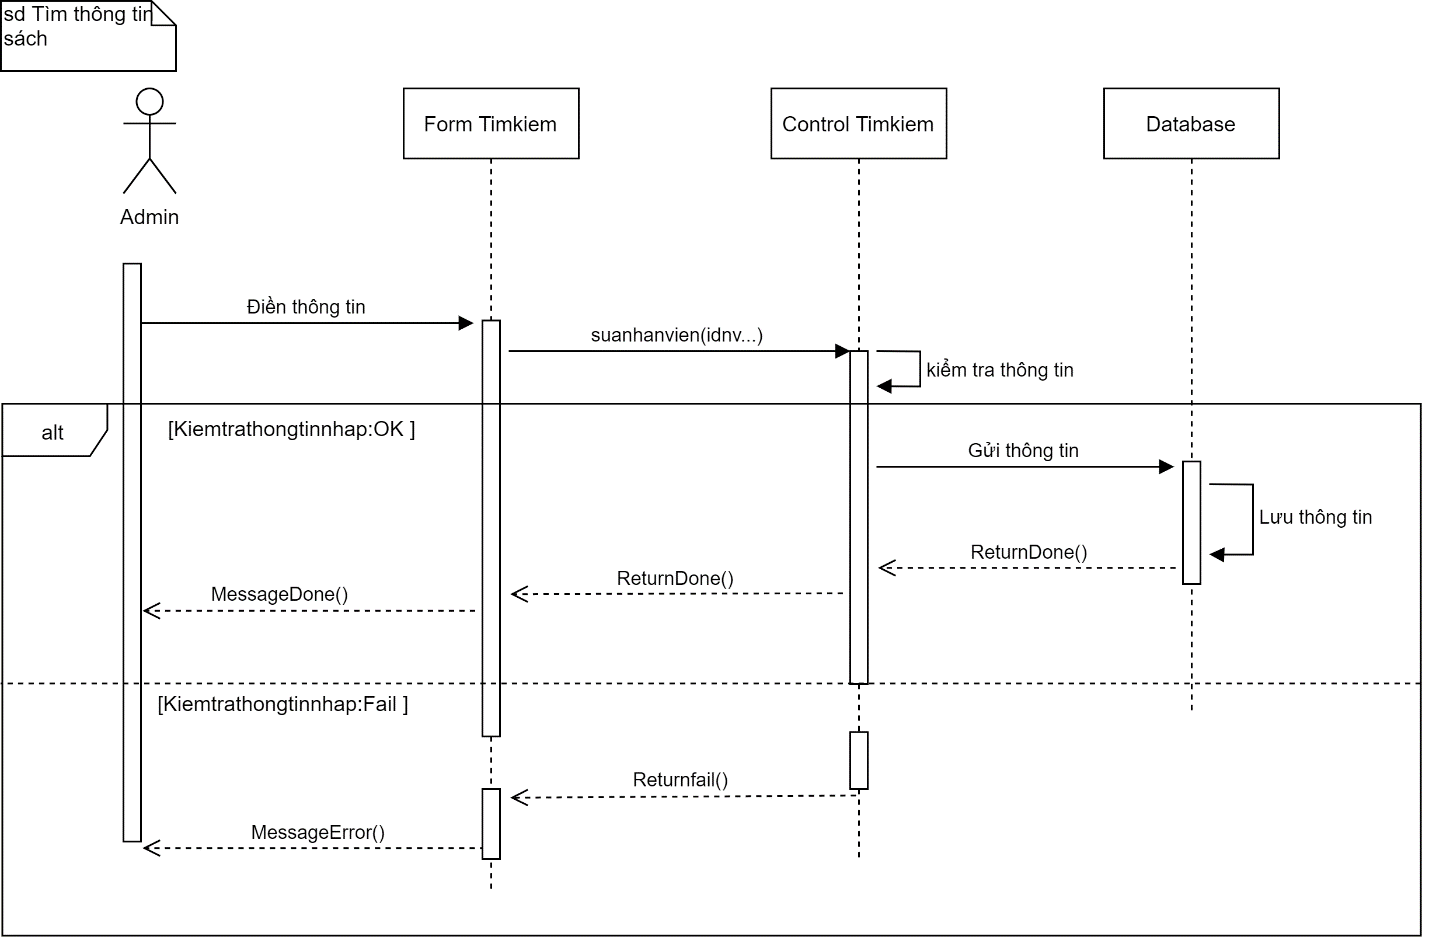 sd Tìm thông tin
sách
Form Timkiem
Control Timkiem
Database
Admin
Điền thông tin
suanhanvien(idnv...)
kiểm tra thông tin
alt
[Kiemtrathongtinnhap:OK ]
Gửi thông tin
Lưu thông tin
ReturnDone()
ReturnDone()
MessageDone()
[Kiemtrathongtinnhap:Fail ]
Returnfail()
MessageError()